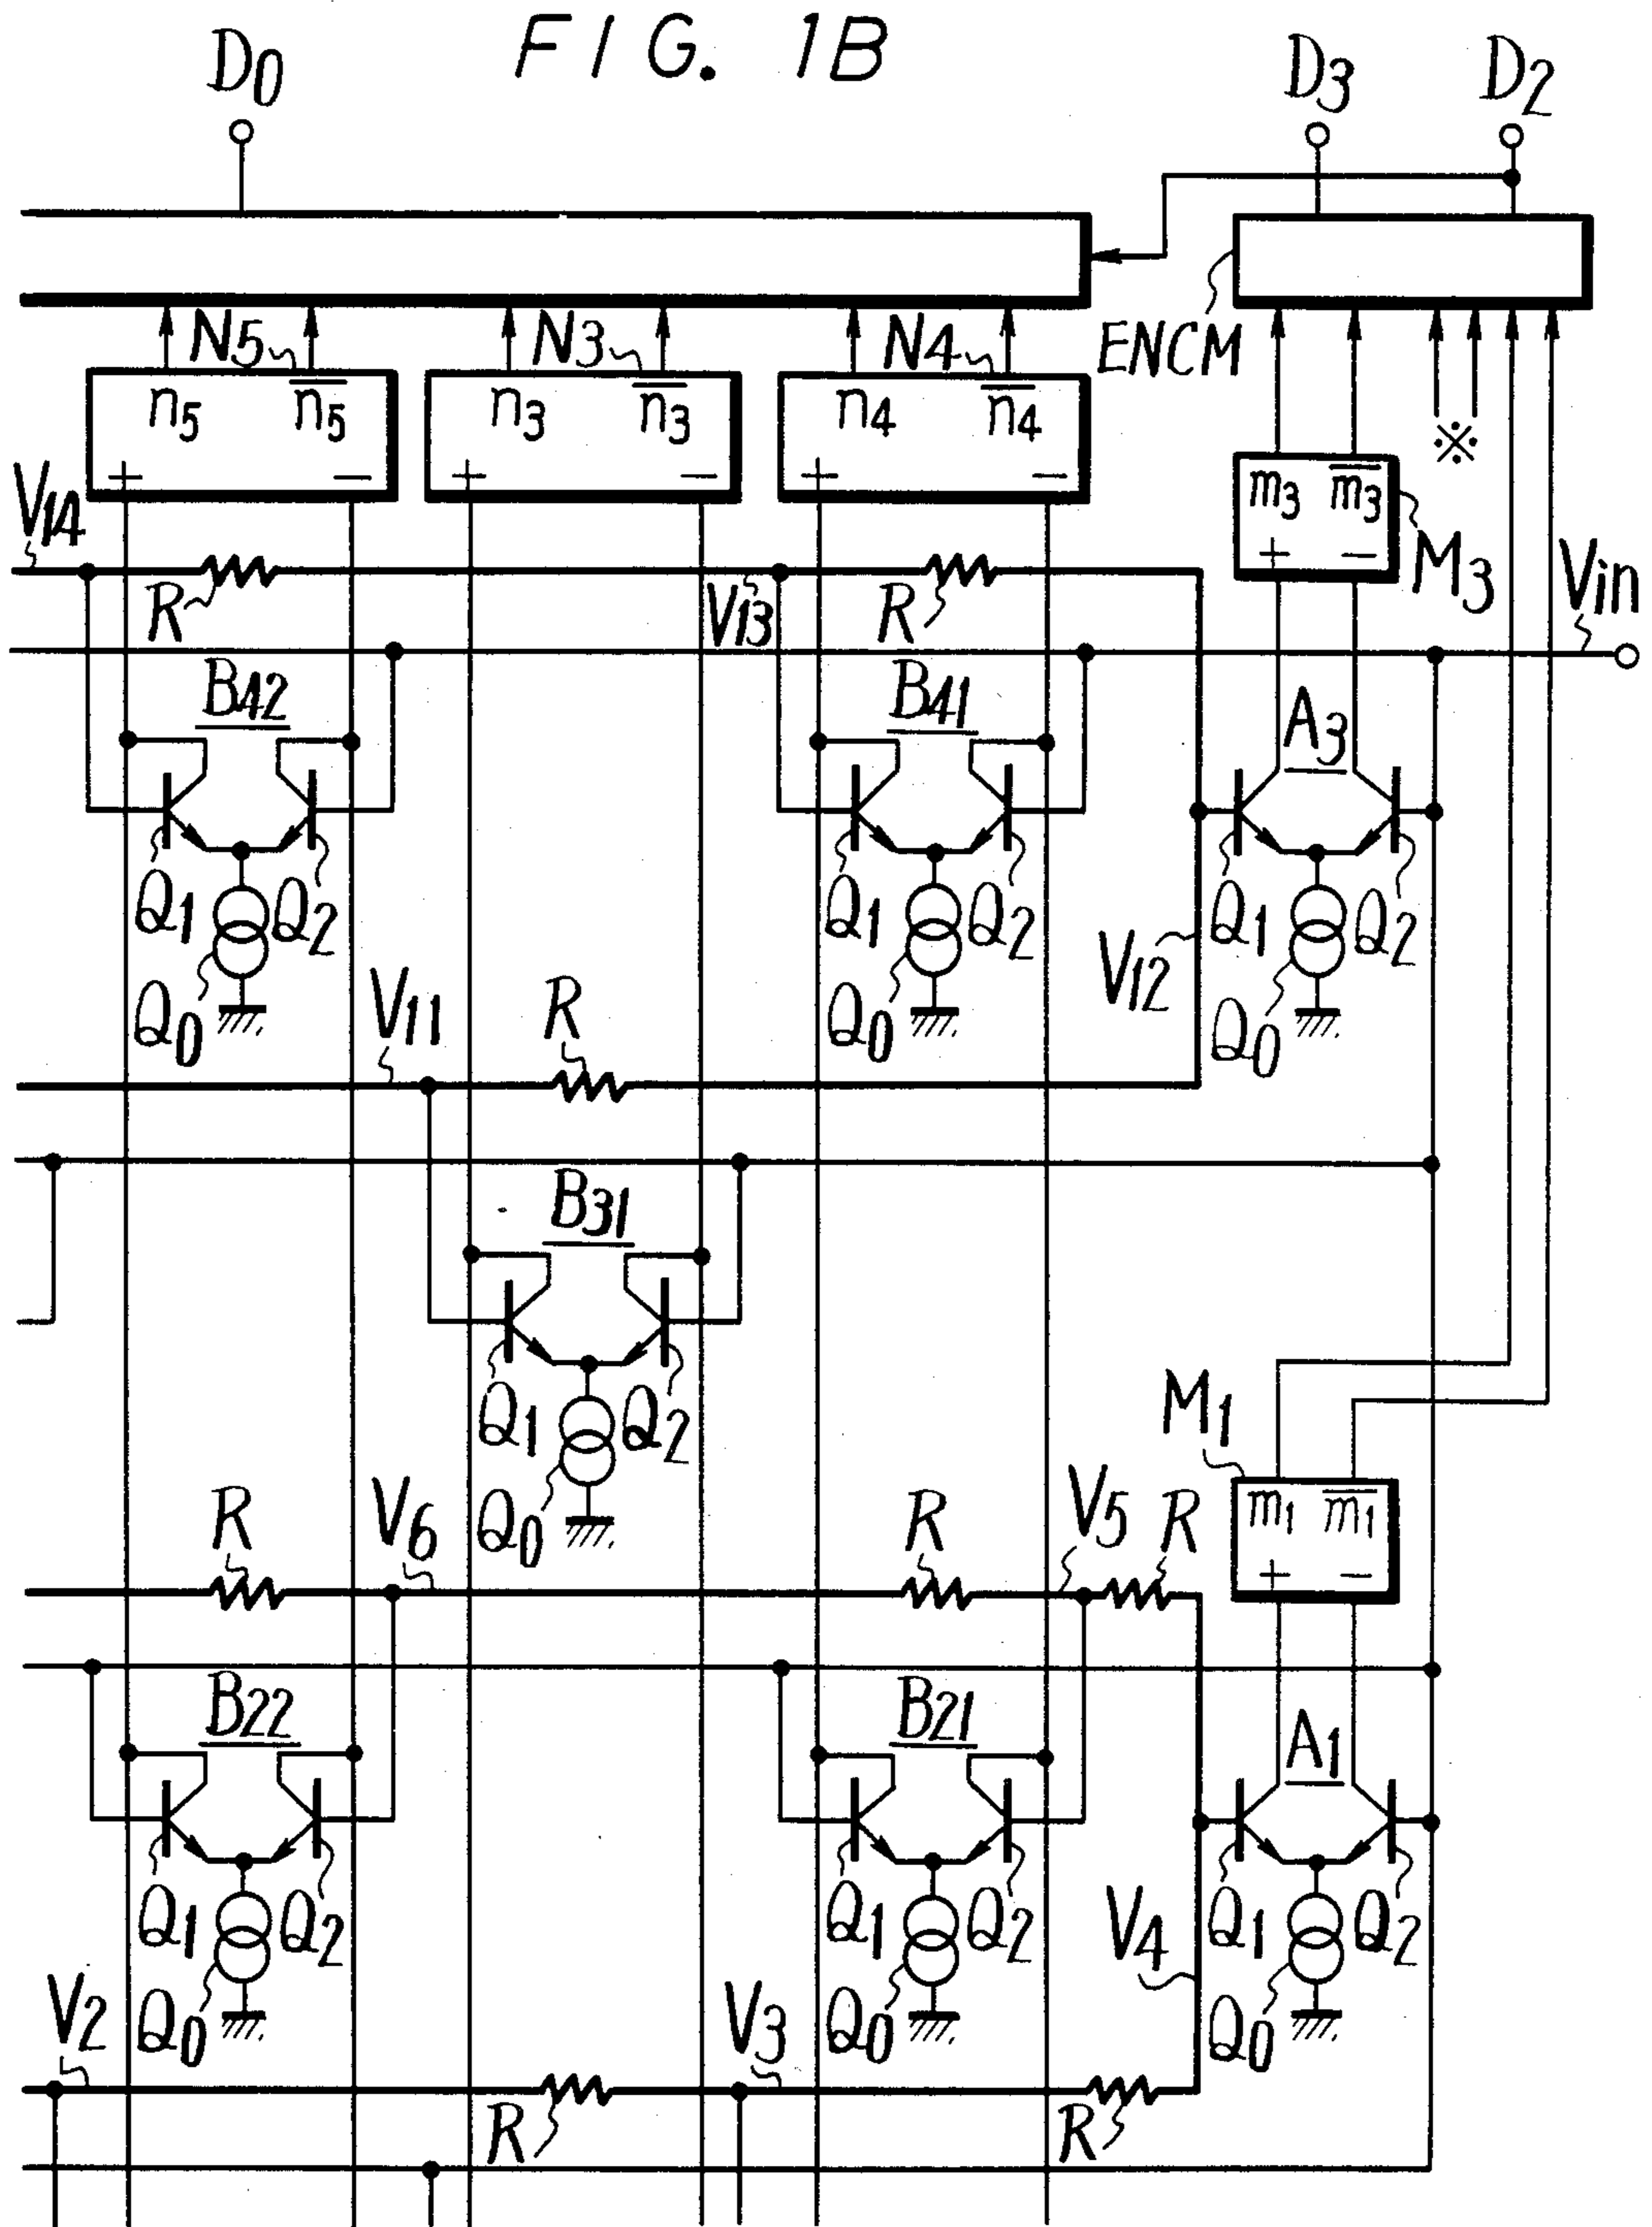 FIG. 1B
D0
D3
D2
N5
N3
N4
ENCM
n5 n̅5̅
n3 n̅3̅
n4 n̅4̅
+ −
+ −
+ −
※
m3 m̅3̅
+ −
M3
V14
R
V13
R
Vin
B42
B41
A3
Q1 Q2
Q1 Q2
Q1 Q2
V12
Q0
Q0
Q0
V11
R
B31
Q1 Q2
Q0
M1
m1 m̅1̅
+ −
R
V6
R
V5
R
B22
B21
A1
Q1 Q2
Q1 Q2
Q1 Q2
V4
Q0
Q0
Q0
V2
V3
R
R